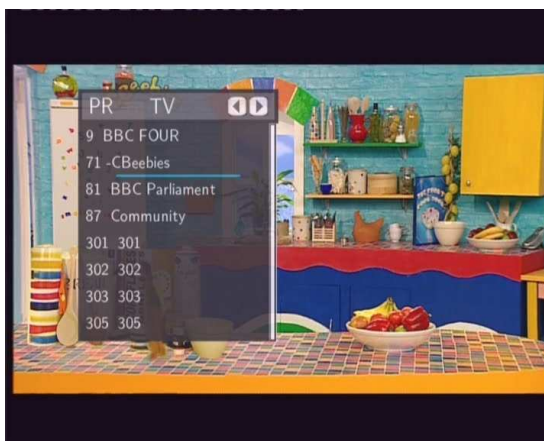 PR TV
9 BBC FOUR
71 -CBeebies
81 BBC Parliament
87 Community
301 301
302 302
303 303
305 305